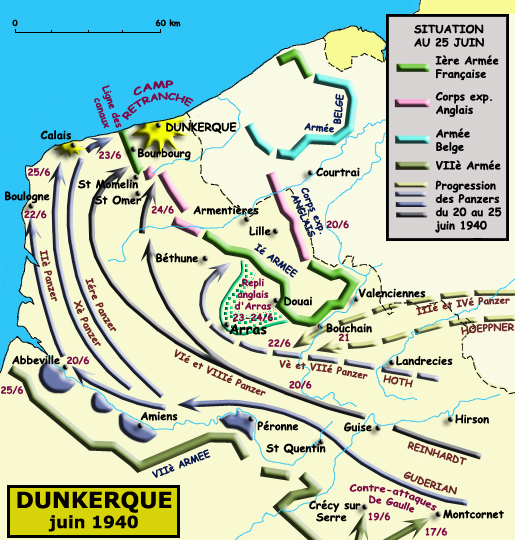 0
60 km
SITUATION
AU 25 JUIN
Ière Armée
Française
Corps exp.
Anglais
Armée
Belge
VIIè Armée
Progression
des Panzers
du 20 au 25
juin 1940
CAMP
RETRANCHE
Ligne des
canaux
DUNKERQUE
Calais
23/6
Bourbourg
25/6
St Momelin
St Omer
24/6
Boulogne
22/6
Armée
BELGE
Courtrai
Corps exp.
ANGLAIS
20/6
Armentières
Lille
Béthune
Iè ARMEE
Repli
anglais
d'Arras
23-24/6
Douai
Arras
Valenciennes
Bouchain
22/6
21
IIIè et IVè Panzer
HOEPPNER
Vè et VIIè Panzer
HOTH
Landrecies
IIè Panzer
Ière Panzer
Xè Panzer
VIè et VIIIè Panzer
20/6
Abbeville
20/6
25/6
Amiens
Péronne
Guise
Hirson
St Quentin
REINHARDT
VIIè ARMEE
GUDERIAN
Contre-attaques
De Gaulle
Crécy sur
Serre
19/6
Montcornet
17/6
DUNKERQUE
juin 1940